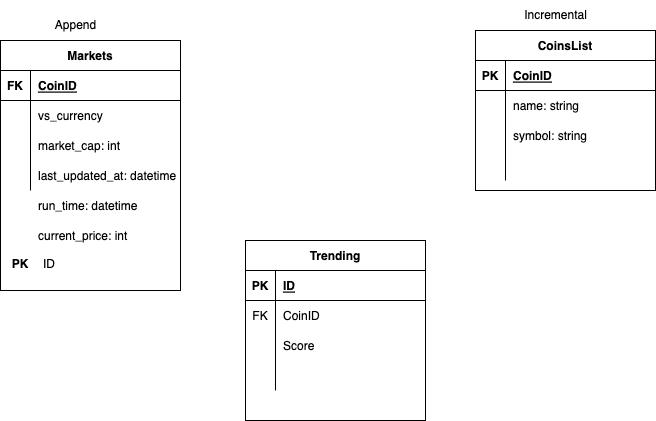 Append
Markets
FK CoinID
vs_currency
market_cap: int
last_updated_at: datetime
run_time: datetime
current_price: int
PK ID
Incremental
CoinsList
PK CoinID
name: string
symbol: string
Trending
PK ID
FK CoinID
Score